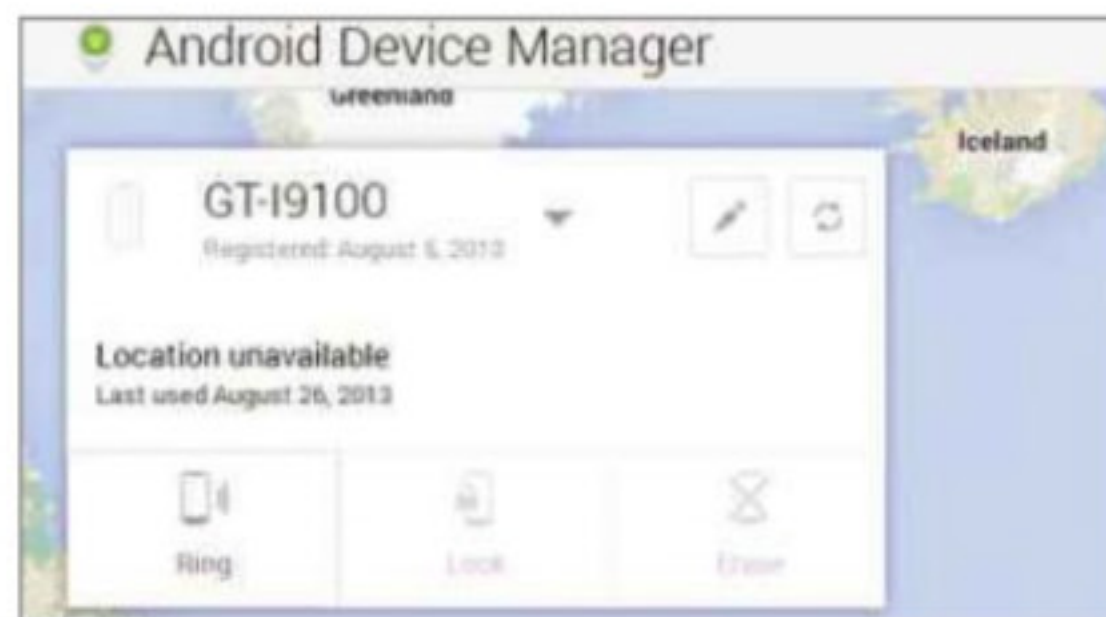 Android Device Manager
Greenland
Iceland
GT-I9100
Registered: August 5, 2013
Location unavailable
Last used August 26, 2013
Ring
Lock
Erase